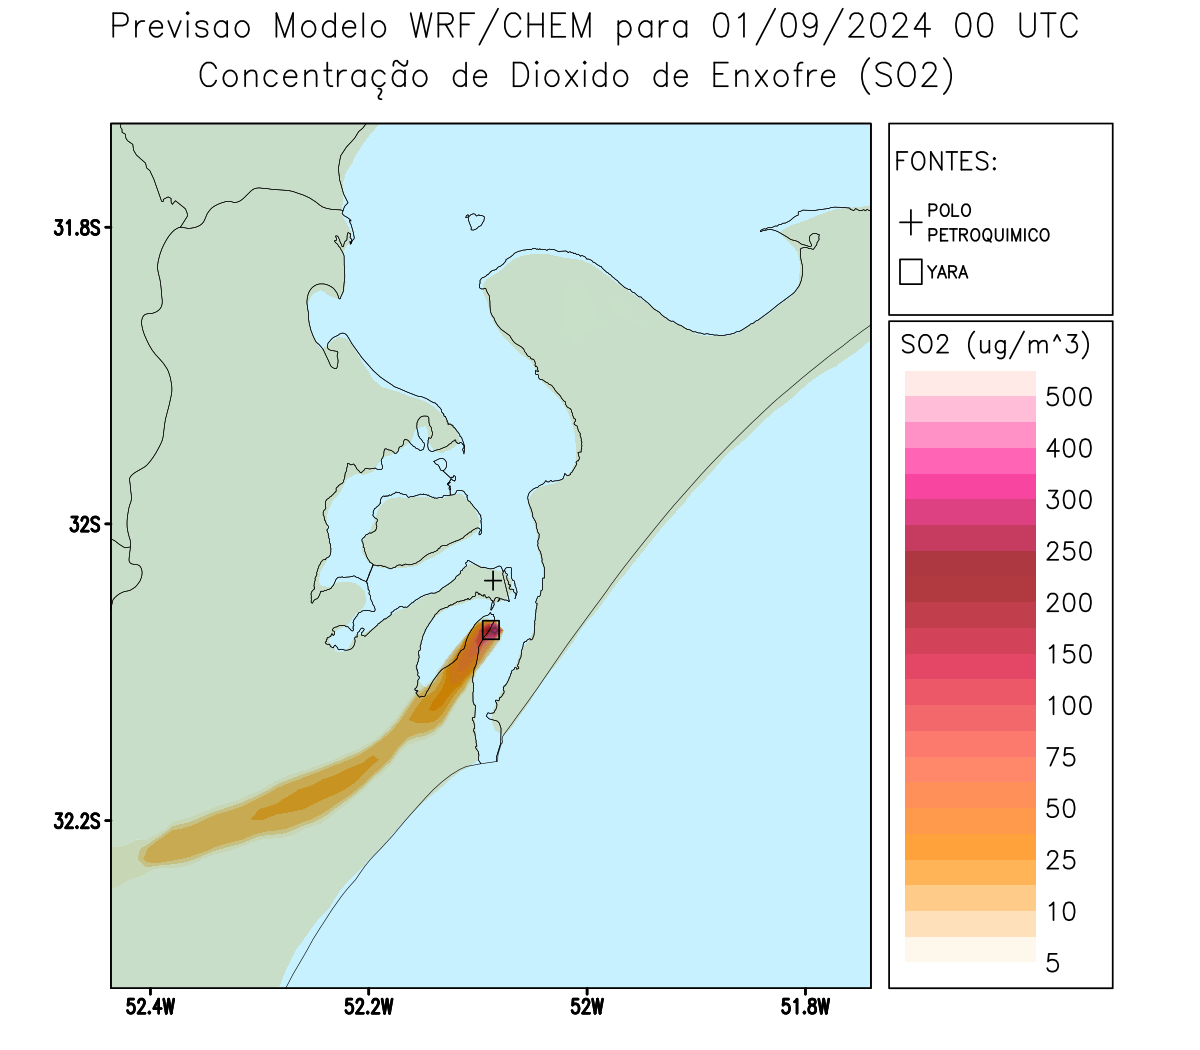 Previsao Modelo WRF/CHEM para 01/09/2024 00 UTC
Concentração de Dioxido de Enxofre (SO2)
FONTES:
POLO
PETROQUIMICO
YARA
SO2 (ug/m^3)
500
400
300
250
200
150
100
75
50
25
10
5
31.8S
32S
32.2S
52.4W
52.2W
52W
51.8W